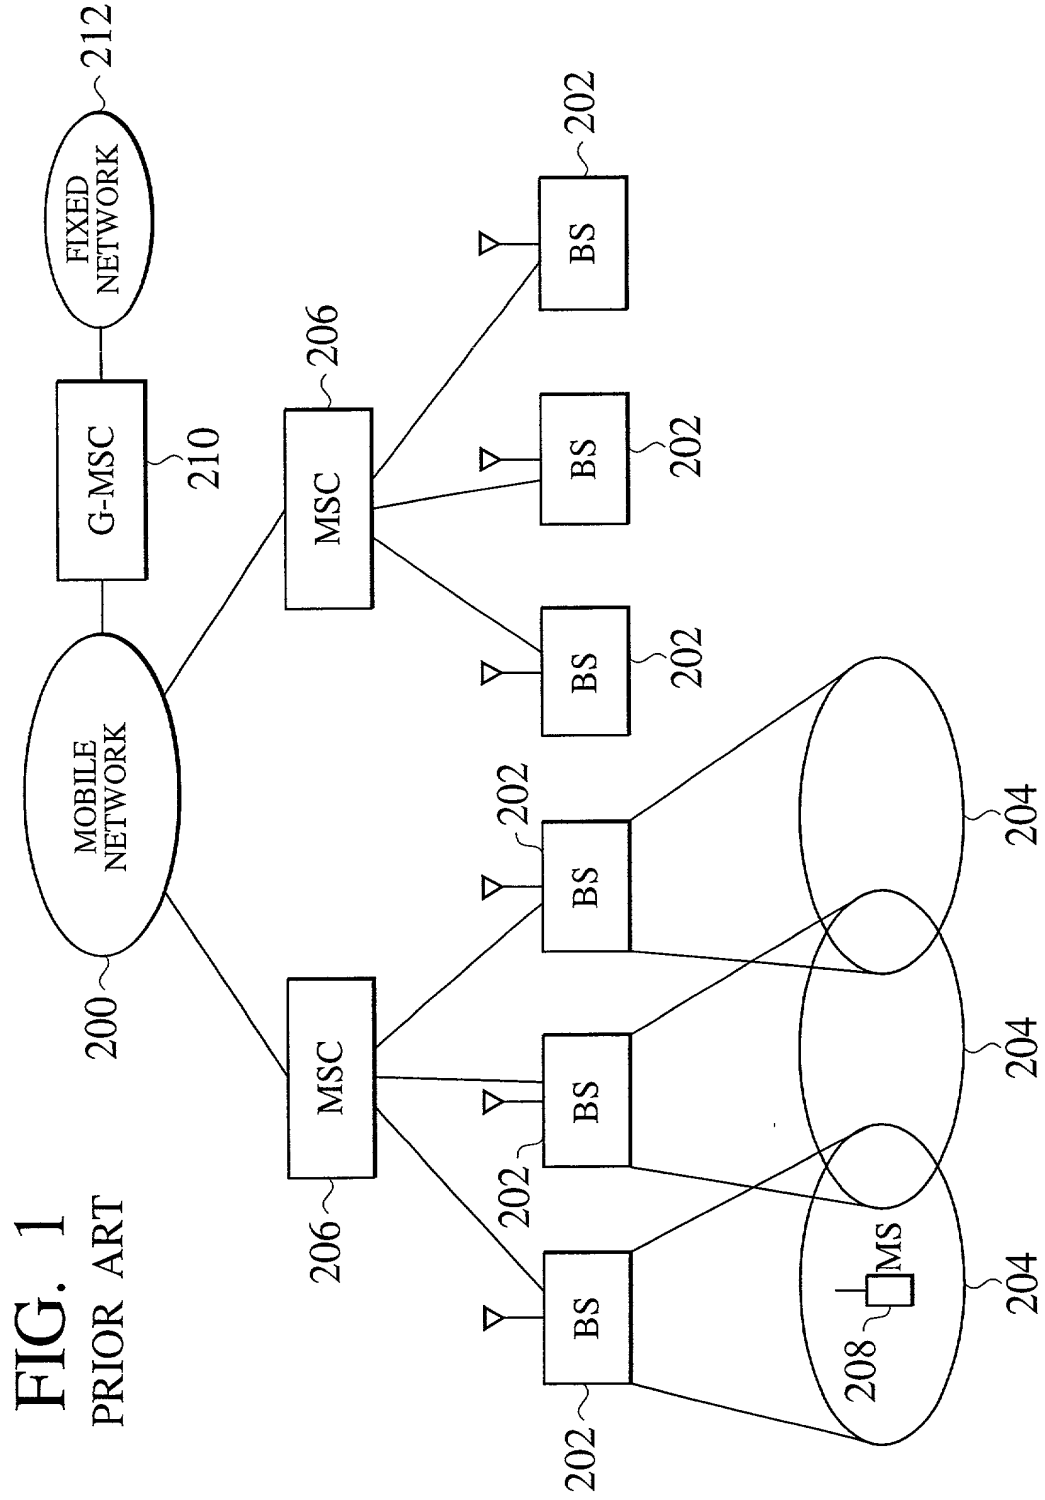 FIG. 1
PRIOR ART
200
MOBILE
NETWORK
G-MSC
210
FIXED
NETWORK
212
206
MSC
MSC
206
202
BS
202
BS
BS
202
BS
202
BS
202
BS
202
208
MS
204
204
204